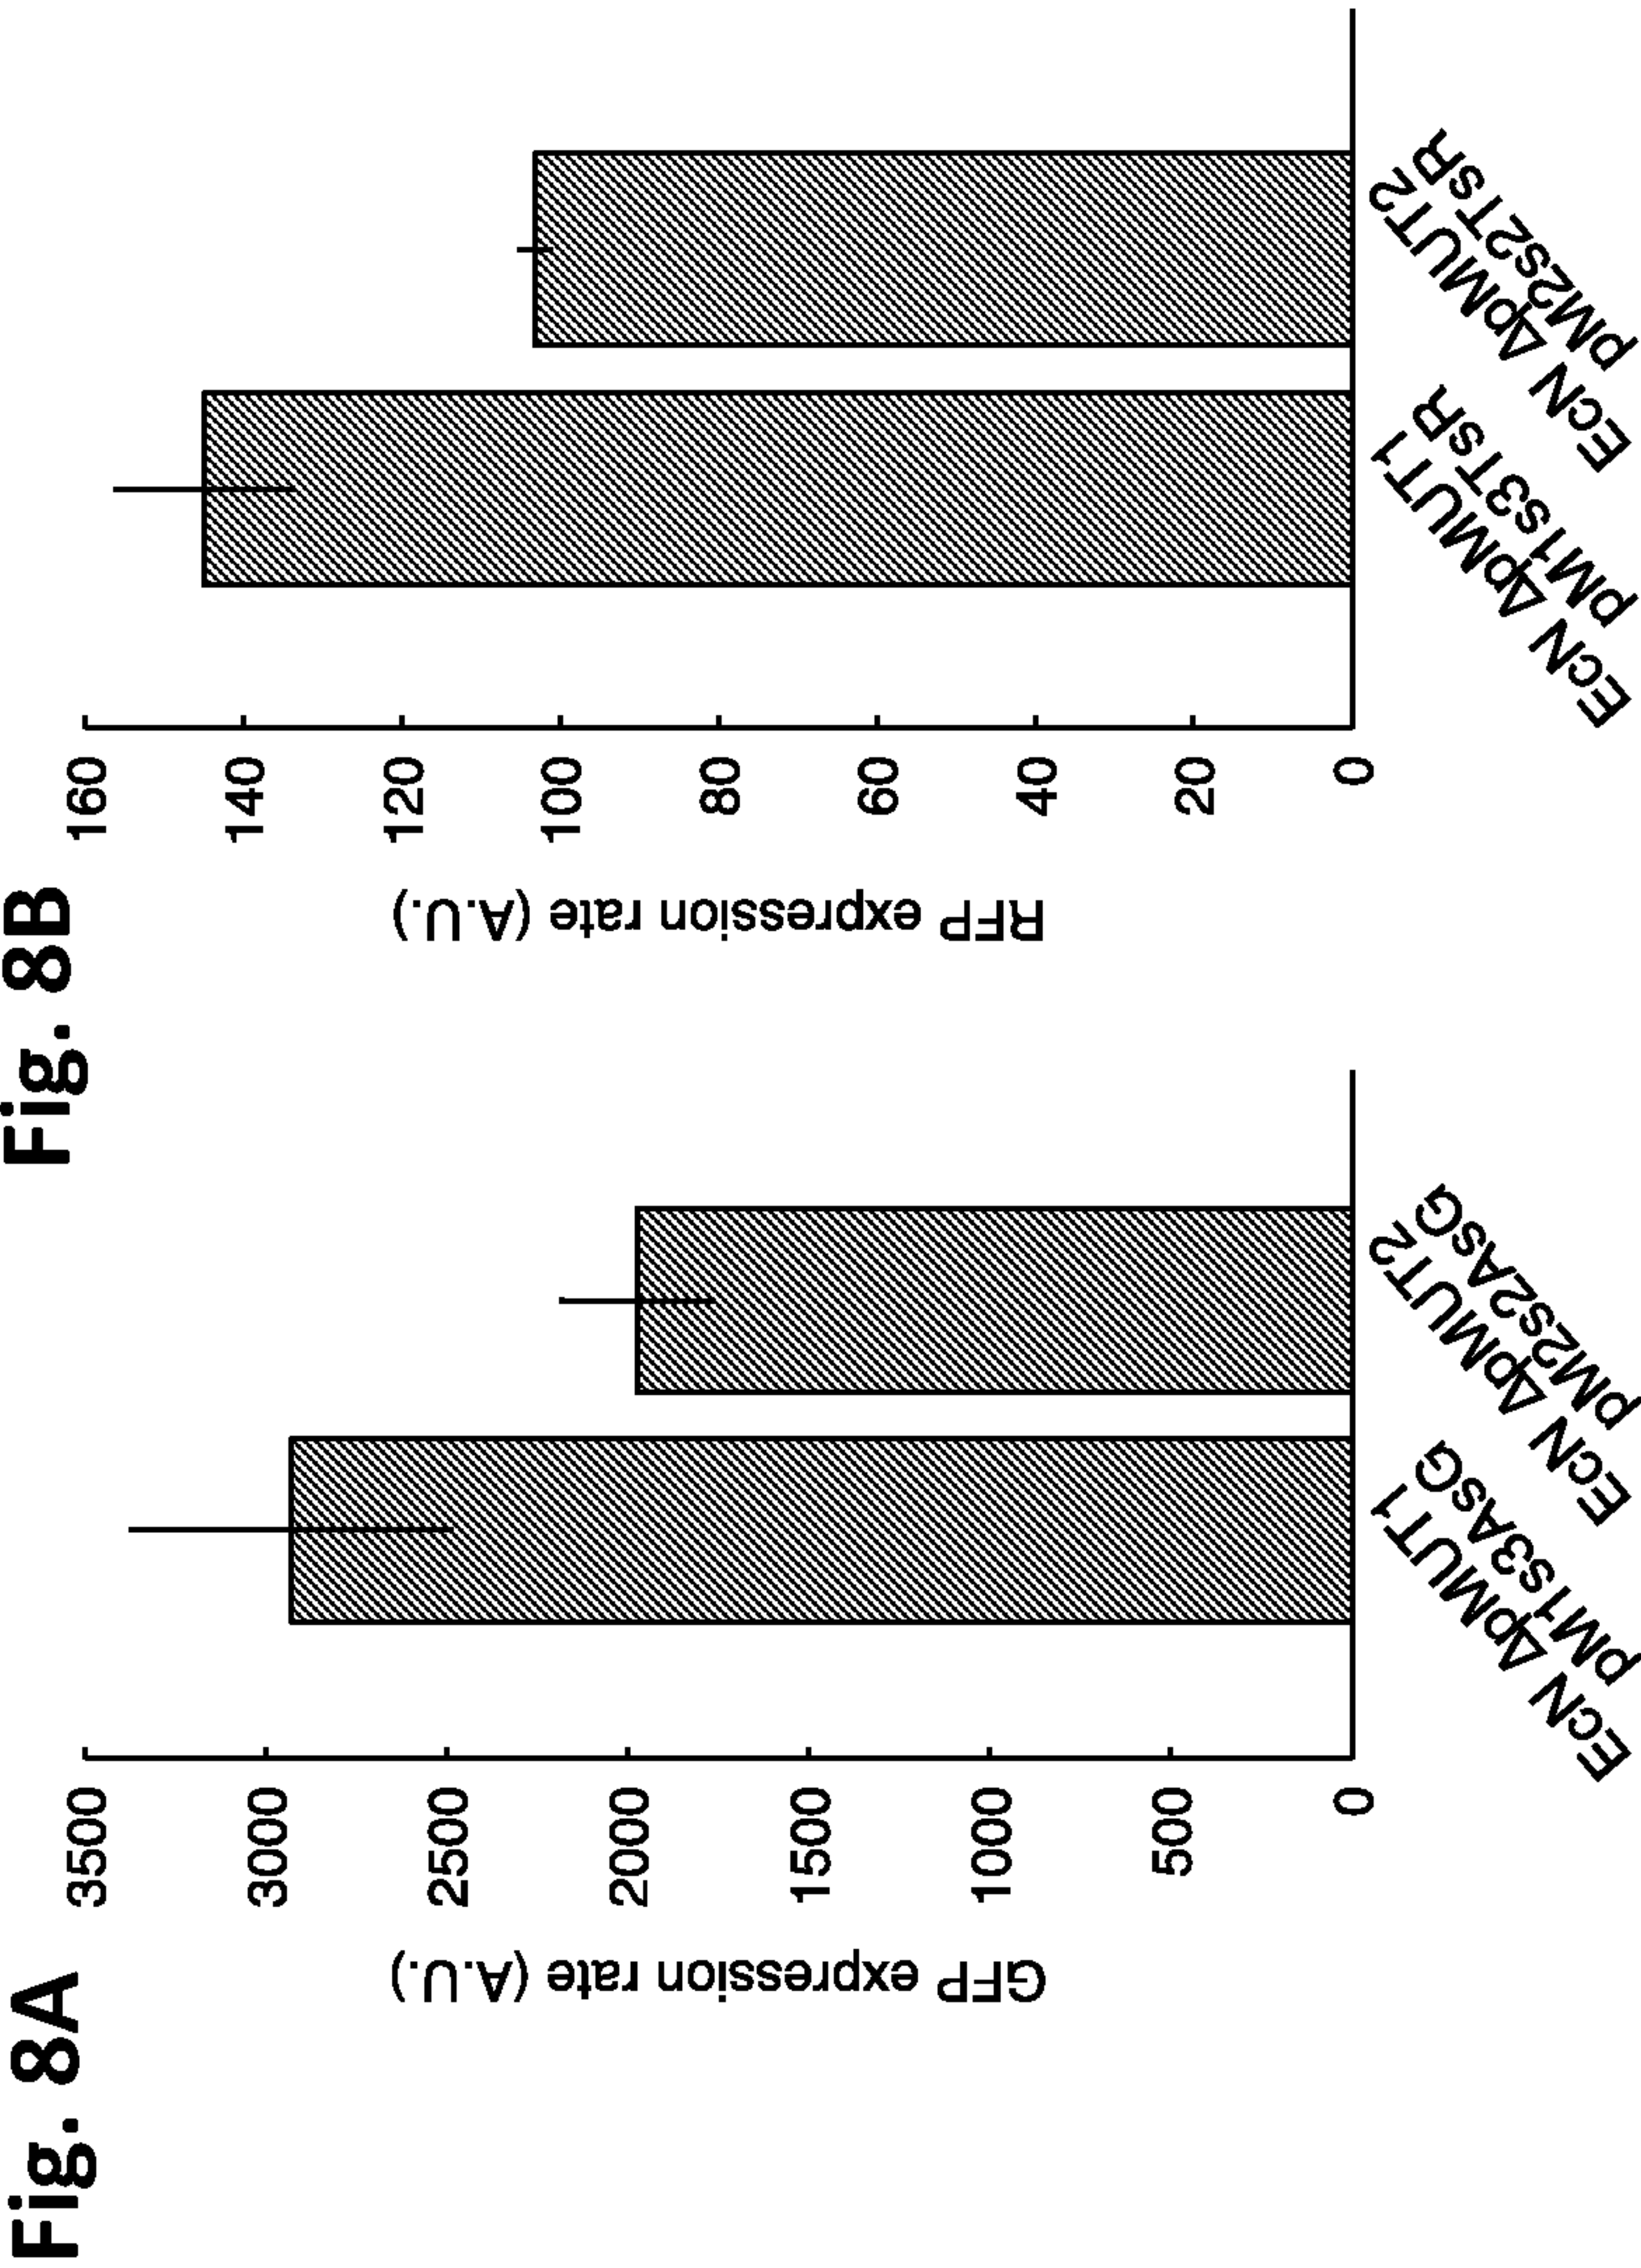 Fig. 8A
GFP expression rate (A.U.)
3500
3000
2500
2000
1500
1000
500
0
EcN ΔpMUT1
pM1s3AsG
EcN ΔpMUT2
pM2s2AsG
Fig. 8B
RFP expression rate (A.U.)
160
140
120
100
80
60
40
20
0
EcN ΔpMUT1
pM1s3TsR
EcN ΔpMUT2
pM2s2TsR